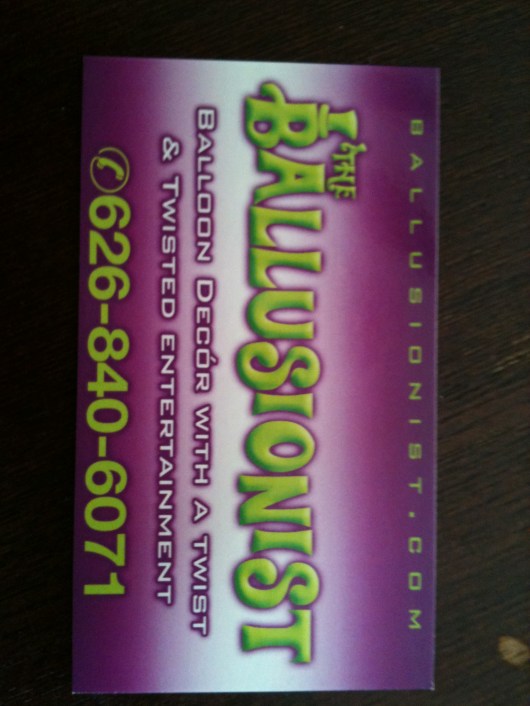 BALLUSIONIST.COM
THE
BALLUSIONIST
BALLOON DECÓR WITH A TWIST
& TWISTED ENTERTAINMENT
626-840-6071